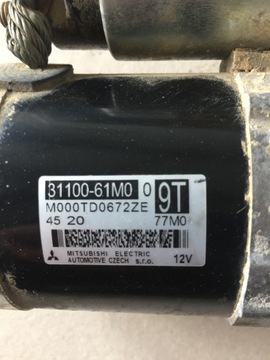 31100-61M0 0 9T
M000TD0672ZE
45 20 77M0
MITSUBISHI ELECTRIC
AUTOMOTIVE CZECH s.r.o. 12V